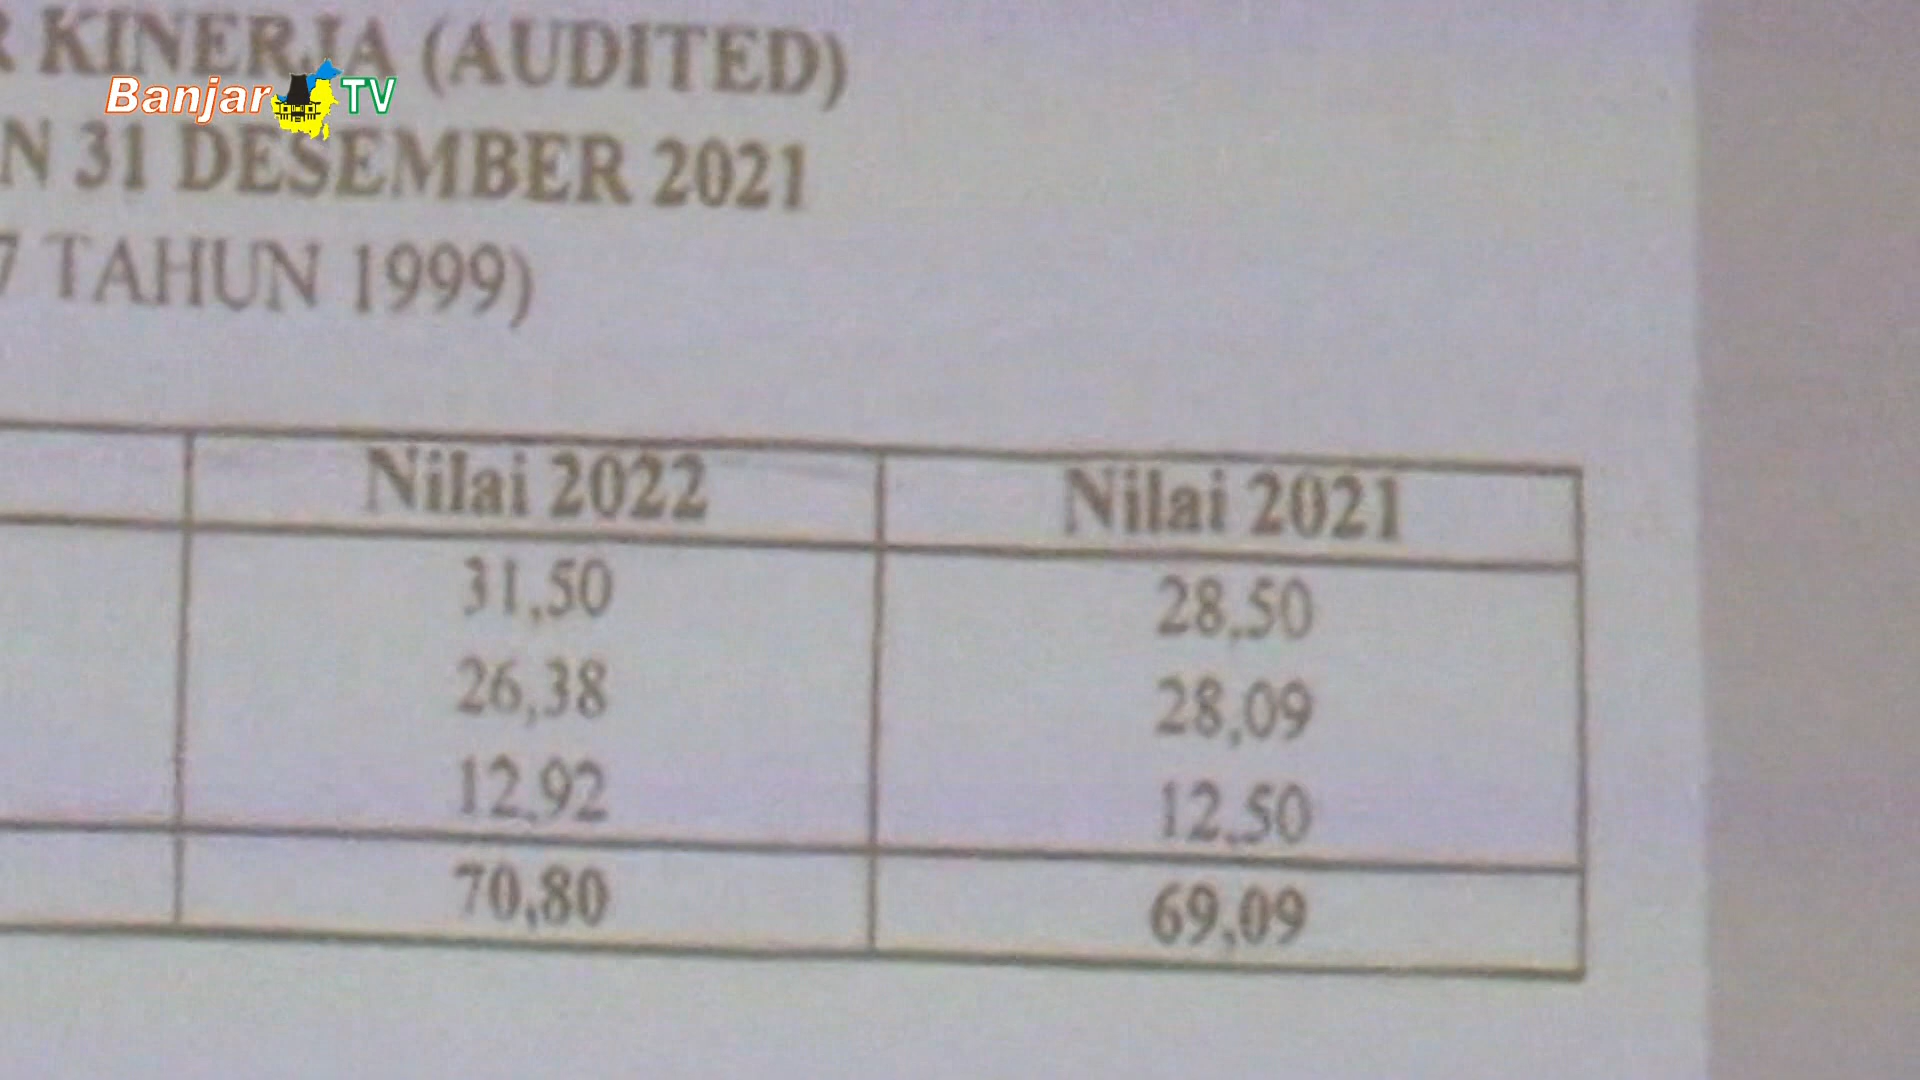 R KINERJA (AUDITED)
Banjar TV
N 31 DESEMBER 2021
7 TAHUN 1999)
Nilai 2022 Nilai 2021
31,50 28,50
26,38 28,09
12,92 12,50
70,80 69,09